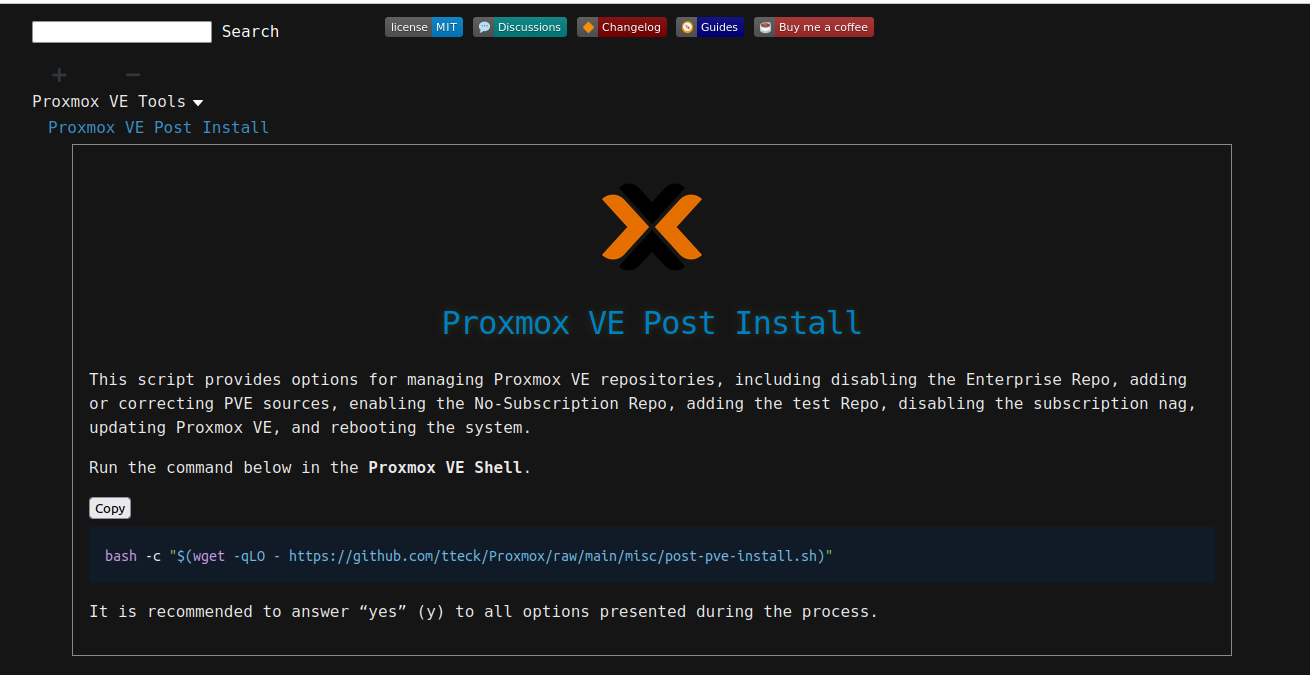 Search
license MIT
Discussions
Changelog
Guides
Buy me a coffee
Proxmox VE Tools
Proxmox VE Post Install
Proxmox VE Post Install
This script provides options for managing Proxmox VE repositories, including disabling the Enterprise Repo, adding
or correcting PVE sources, enabling the No-Subscription Repo, adding the test Repo, disabling the subscription nag,
updating Proxmox VE, and rebooting the system.
Run the command below in the Proxmox VE Shell.
Copy
bash -c "$(wget -qLO - https://github.com/tteck/Proxmox/raw/main/misc/post-pve-install.sh)"
It is recommended to answer “yes” (y) to all options presented during the process.